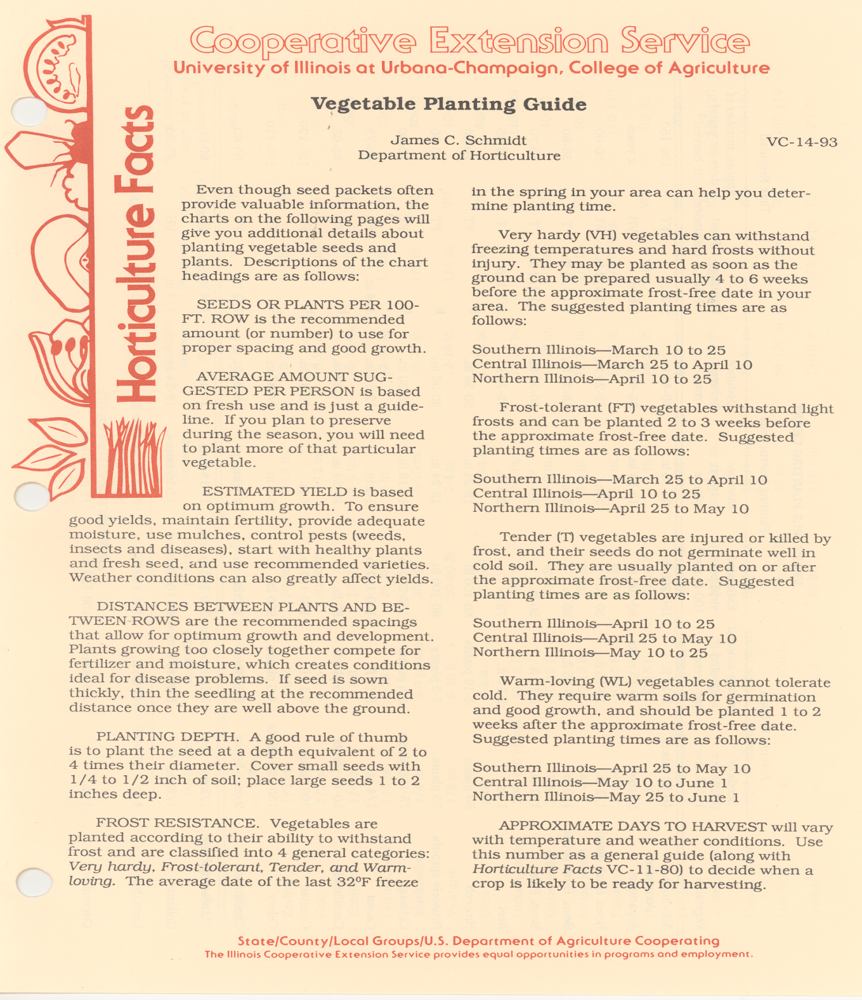 Cooperative Extension Service
University of Illinois at Urbana-Champaign, College of Agriculture
Horticulture Facts
Vegetable Planting Guide
James C. Schmidt
Department of Horticulture
VC-14-93
Even though seed packets often
provide valuable information, the
charts on the following pages will
give you additional details about
planting vegetable seeds and
plants. Descriptions of the chart
headings are as follows:
SEEDS OR PLANTS PER 100-
FT. ROW is the recommended
amount (or number) to use for
proper spacing and good growth.
AVERAGE AMOUNT SUG-
GESTED PER PERSON is based
on fresh use and is just a guide-
line. If you plan to preserve
during the season, you will need
to plant more of that particular
vegetable.
ESTIMATED YIELD is based
on optimum growth. To ensure
good yields, maintain fertility, provide adequate
moisture, use mulches, control pests (weeds,
insects and diseases), start with healthy plants
and fresh seed, and use recommended varieties.
Weather conditions can also greatly affect yields.
DISTANCES BETWEEN PLANTS AND BE-
TWEEN ROWS are the recommended spacings
that allow for optimum growth and development.
Plants growing too closely together compete for
fertilizer and moisture, which creates conditions
ideal for disease problems. If seed is sown
thickly, thin the seedling at the recommended
distance once they are well above the ground.
PLANTING DEPTH. A good rule of thumb
is to plant the seed at a depth equivalent of 2 to
4 times their diameter. Cover small seeds with
1/4 to 1/2 inch of soil; place large seeds 1 to 2
inches deep.
FROST RESISTANCE. Vegetables are
planted according to their ability to withstand
frost and are classified into 4 general categories:
Very hardy, Frost-tolerant, Tender, and Warm-
loving. The average date of the last 32ºF freeze
in the spring in your area can help you deter-
mine planting time.
Very hardy (VH) vegetables can withstand
freezing temperatures and hard frosts without
injury. They may be planted as soon as the
ground can be prepared usually 4 to 6 weeks
before the approximate frost-free date in your
area. The suggested planting times are as
follows:
Southern Illinois—March 10 to 25
Central Illinois—March 25 to April 10
Northern Illinois—April 10 to 25
Frost-tolerant (FT) vegetables withstand light
frosts and can be planted 2 to 3 weeks before
the approximate frost-free date. Suggested
planting times are as follows:
Southern Illinois—March 25 to April 10
Central Illinois—April 10 to 25
Northern Illinois—April 25 to May 10
Tender (T) vegetables are injured or killed by
frost, and their seeds do not germinate well in
cold soil. They are usually planted on or after
the approximate frost-free date. Suggested
planting times are as follows:
Southern Illinois—April 10 to 25
Central Illinois—April 25 to May 10
Northern Illinois—May 10 to 25
Warm-loving (WL) vegetables cannot tolerate
cold. They require warm soils for germination
and good growth, and should be planted 1 to 2
weeks after the approximate frost-free date.
Suggested planting times are as follows:
Southern Illinois—April 25 to May 10
Central Illinois—May 10 to June 1
Northern Illinois—May 25 to June 1
APPROXIMATE DAYS TO HARVEST will vary
with temperature and weather conditions. Use
this number as a general guide (along with
Horticulture Facts VC-11-80) to decide when a
crop is likely to be ready for harvesting.
State/County/Local Groups/U.S. Department of Agriculture Cooperating
The Illinois Cooperative Extension Service provides equal opportunities in programs and employment.